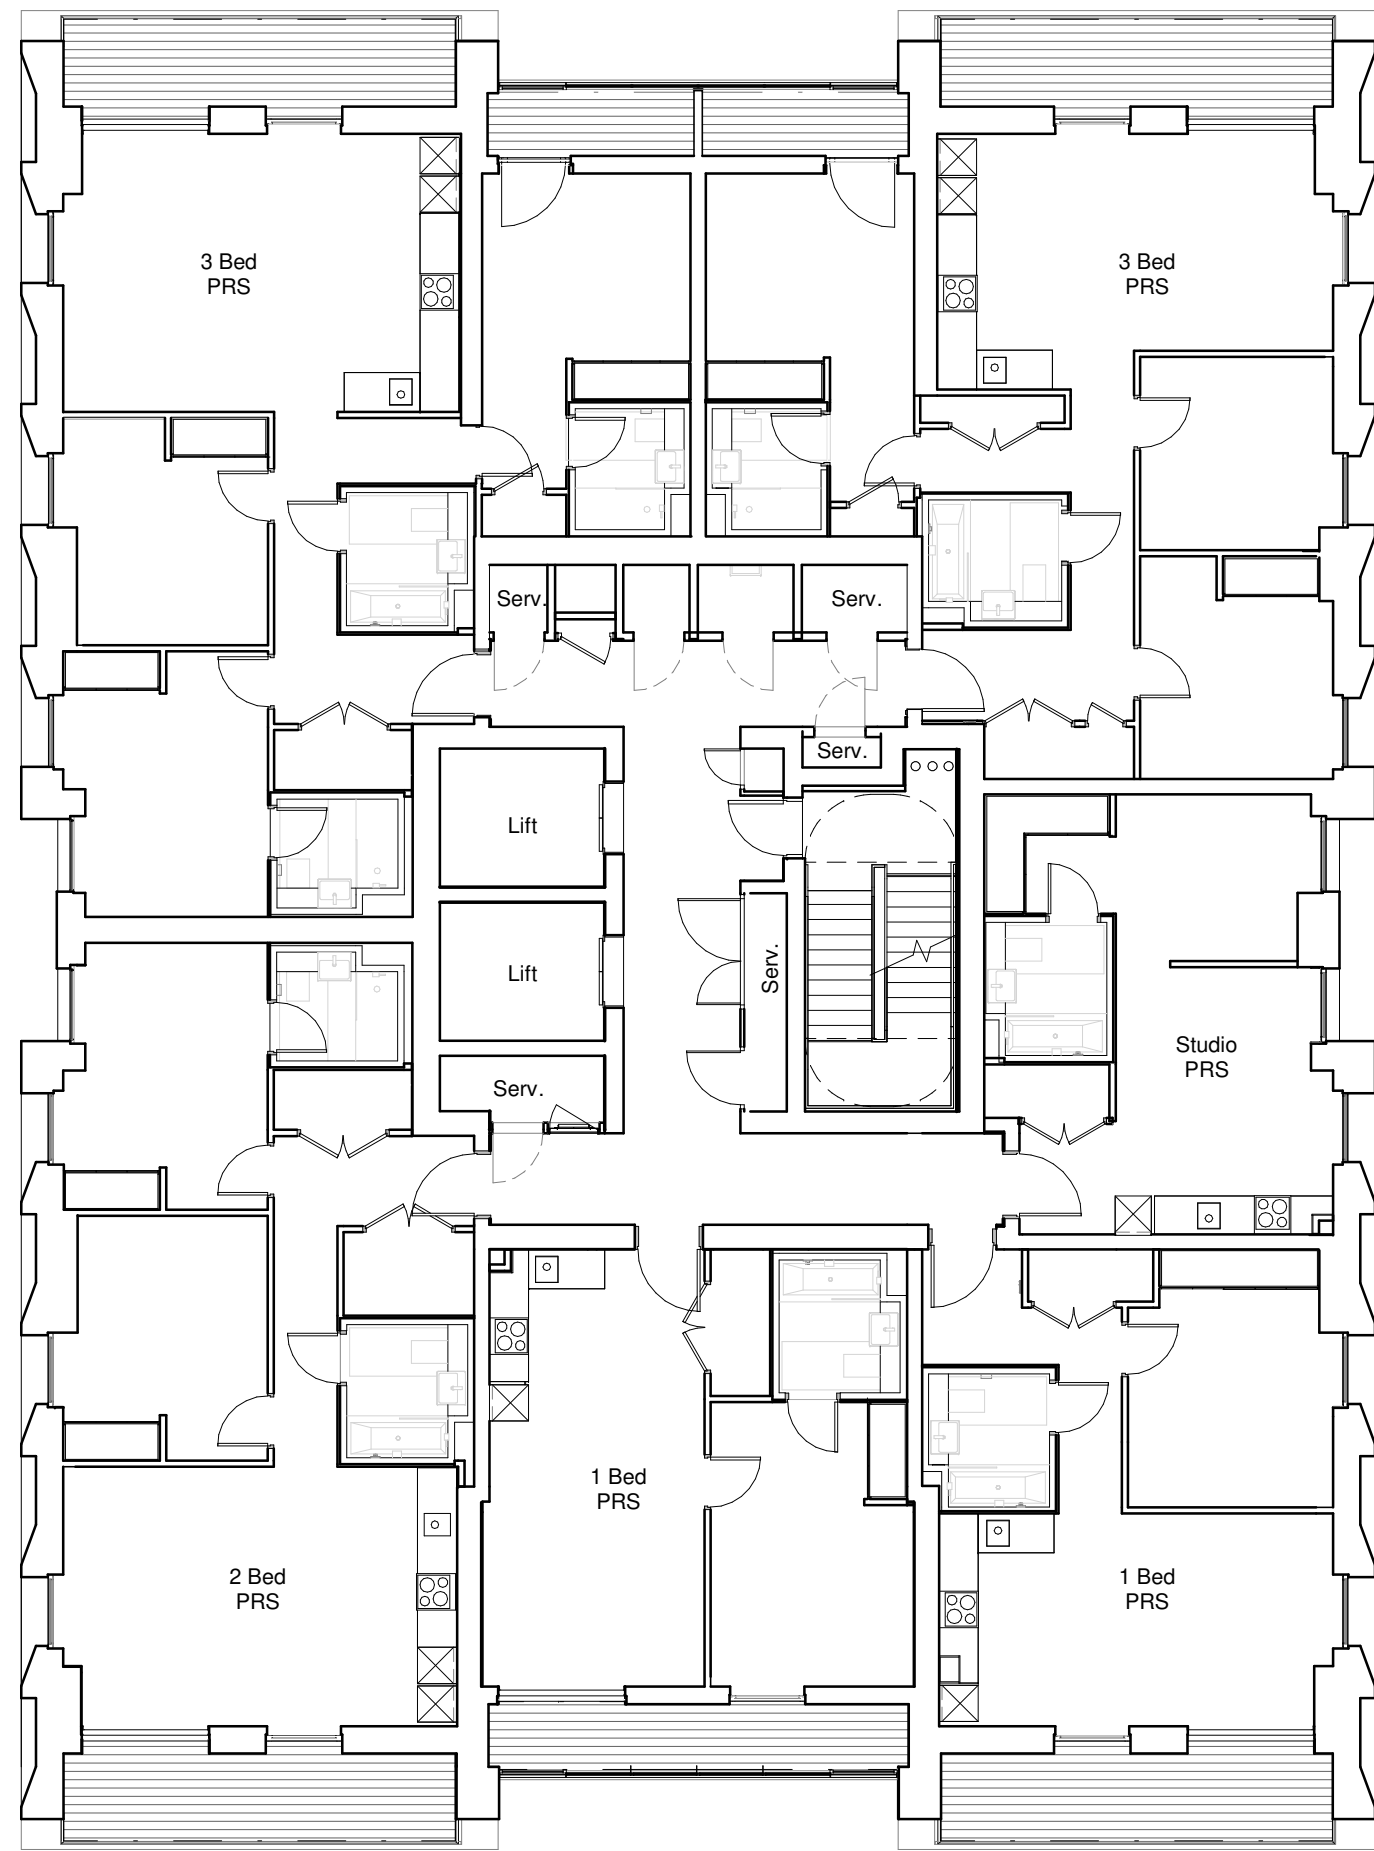 3 Bed
PRS
3 Bed
PRS
Serv.
Serv.
Serv.
Lift
Serv.
Lift
Studio
PRS
Serv.
1 Bed
PRS
2 Bed
PRS
1 Bed
PRS